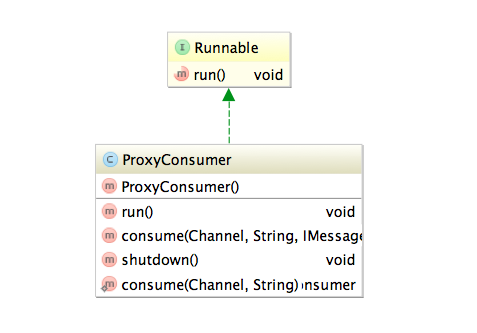 I Runnable
m run() void
C ProxyConsumer
m ProxyConsumer()
m run() void
m consume(Channel, String, IMessage
m shutdown() void
m consume(Channel, String) nsumer